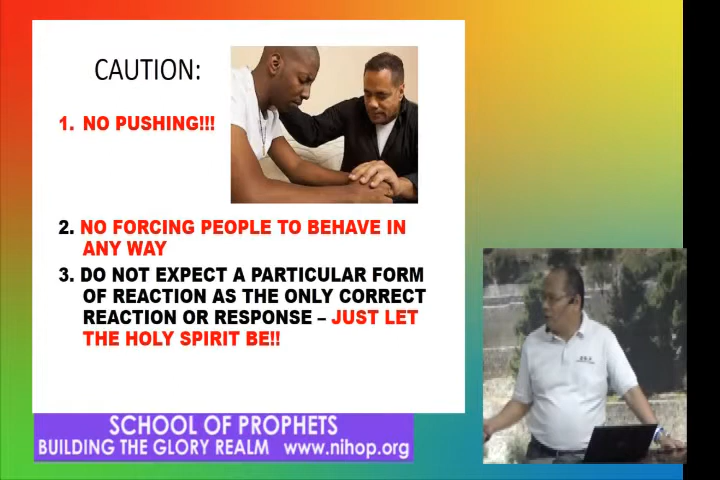 CAUTION:
1. NO PUSHING!!!
2. NO FORCING PEOPLE TO BEHAVE IN
ANY WAY
3. DO NOT EXPECT A PARTICULAR FORM
OF REACTION AS THE ONLY CORRECT
REACTION OR RESPONSE – JUST LET
THE HOLY SPIRIT BE!!
SCHOOL OF PROPHETS
BUILDING THE GLORY REALM www.nihop.org